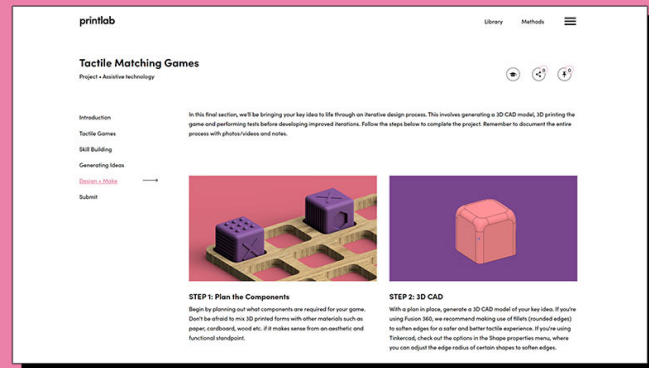 printlab
Library Methods
Tactile Matching Games
Project • Assistive technology
Introduction
Tactile Games
Skill Building
Generating Ideas
Design + Make
Submit
In this final section, we'll be bringing your key idea to life through an iterative design process. This involves generating a 3D CAD model, 3D printing the
game and performing tests before developing improved iterations. Follow the steps below to complete the project. Remember to document the entire
process with photos/videos and notes.
STEP 1: Plan the Components
Begin by planning out what components are required for your game.
Don't be afraid to mix 3D printed forms with other materials such as
paper, cardboard, wood etc. if it makes sense from an aesthetic and
functional standpoint.
STEP 2: 3D CAD
With a plan in place, generate a 3D CAD model of your key idea. If you're
using Fusion 360, we recommend making use of fillets (rounded edges)
to soften edges for a safer and better tactile experience. If you're using
Tinkercad, check out the options in the Shape properties menu, where
you can adjust the edge radius of certain shapes to soften edges.